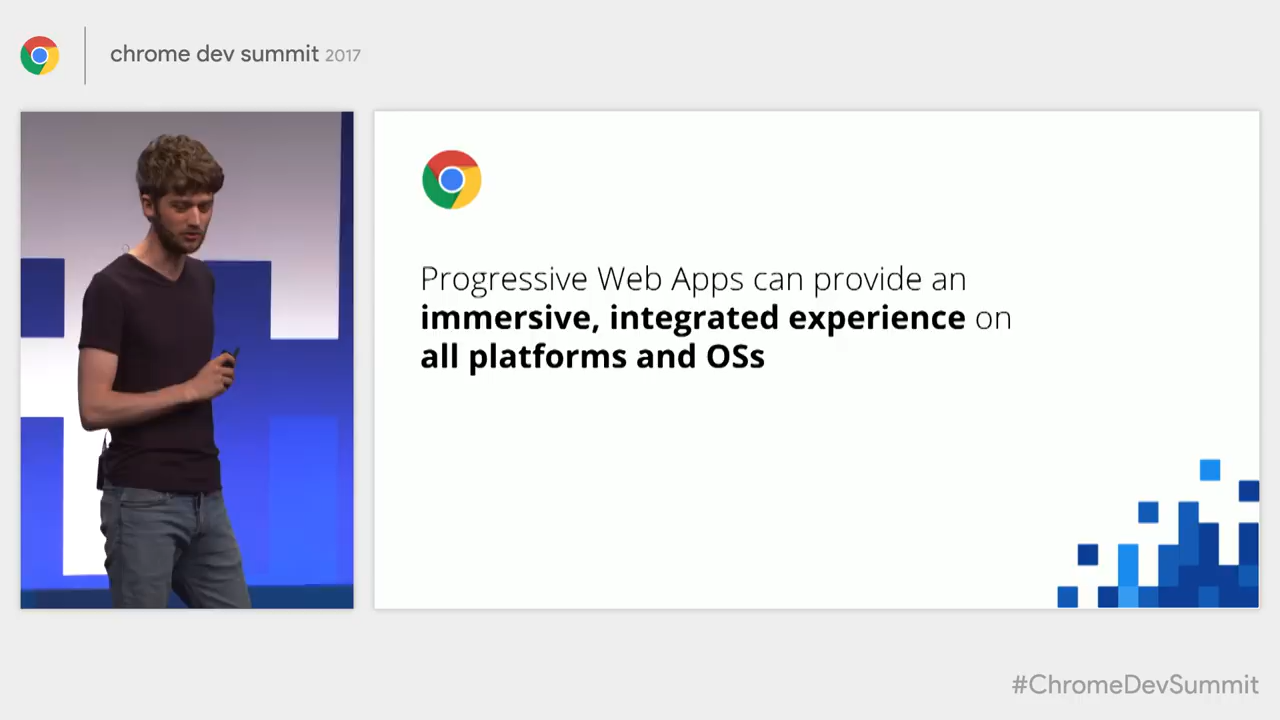 chrome dev summit 2017
Progressive Web Apps can provide an
immersive, integrated experience on
all platforms and OSs
#ChromeDevSummit